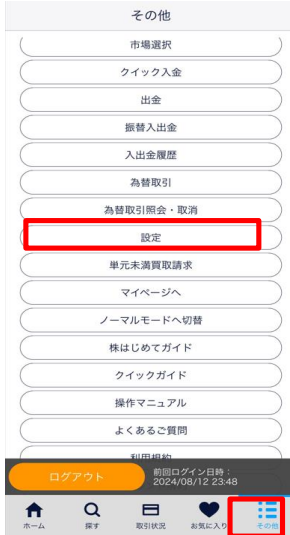 その他
市場選択
クイック入金
出金
振替入出金
入出金履歴
為替取引
為替取引照会・取消
設定
単元未満買取請求
マイページへ
ノーマルモードへ切替
株はじめてガイド
クイックガイド
操作マニュアル
よくあるご質問
利用規約
ログアウト
前回ログイン日時：
2024/08/12 23:48
ホーム
探す
取引状況
お気に入り
その他